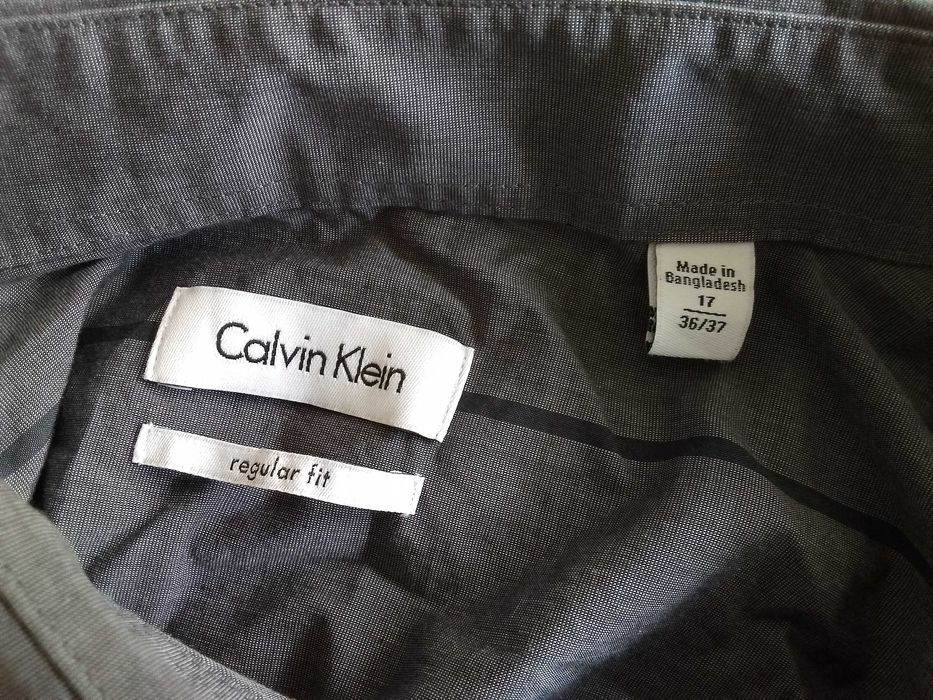 Calvin Klein
regular fit
Made in
Bangladesh
17
36/37